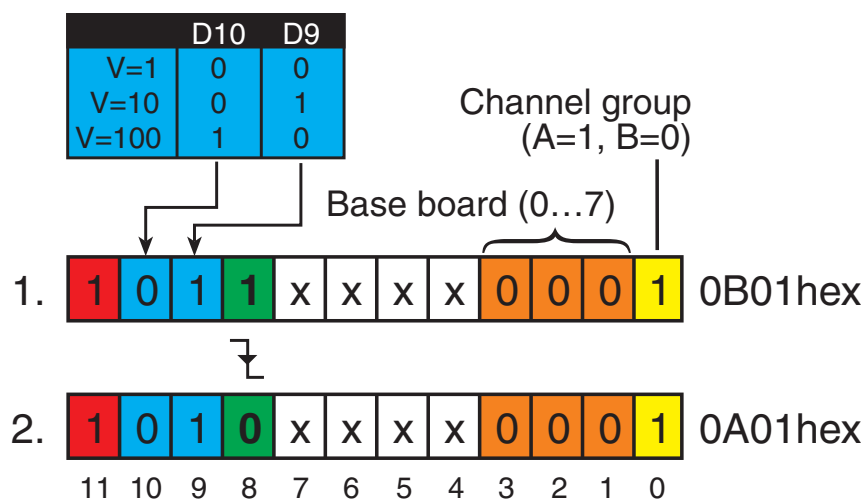 D10 D9
V=1 0 0
V=10 0 1
V=100 1 0
Channel group
(A=1, B=0)
Base board (0…7)
1. 1 0 1 1 x x x x 0 0 0 1 0B01hex
2. 1 0 1 0 x x x x 0 0 0 1 0A01hex
11 10 9 8 7 6 5 4 3 2 1 0